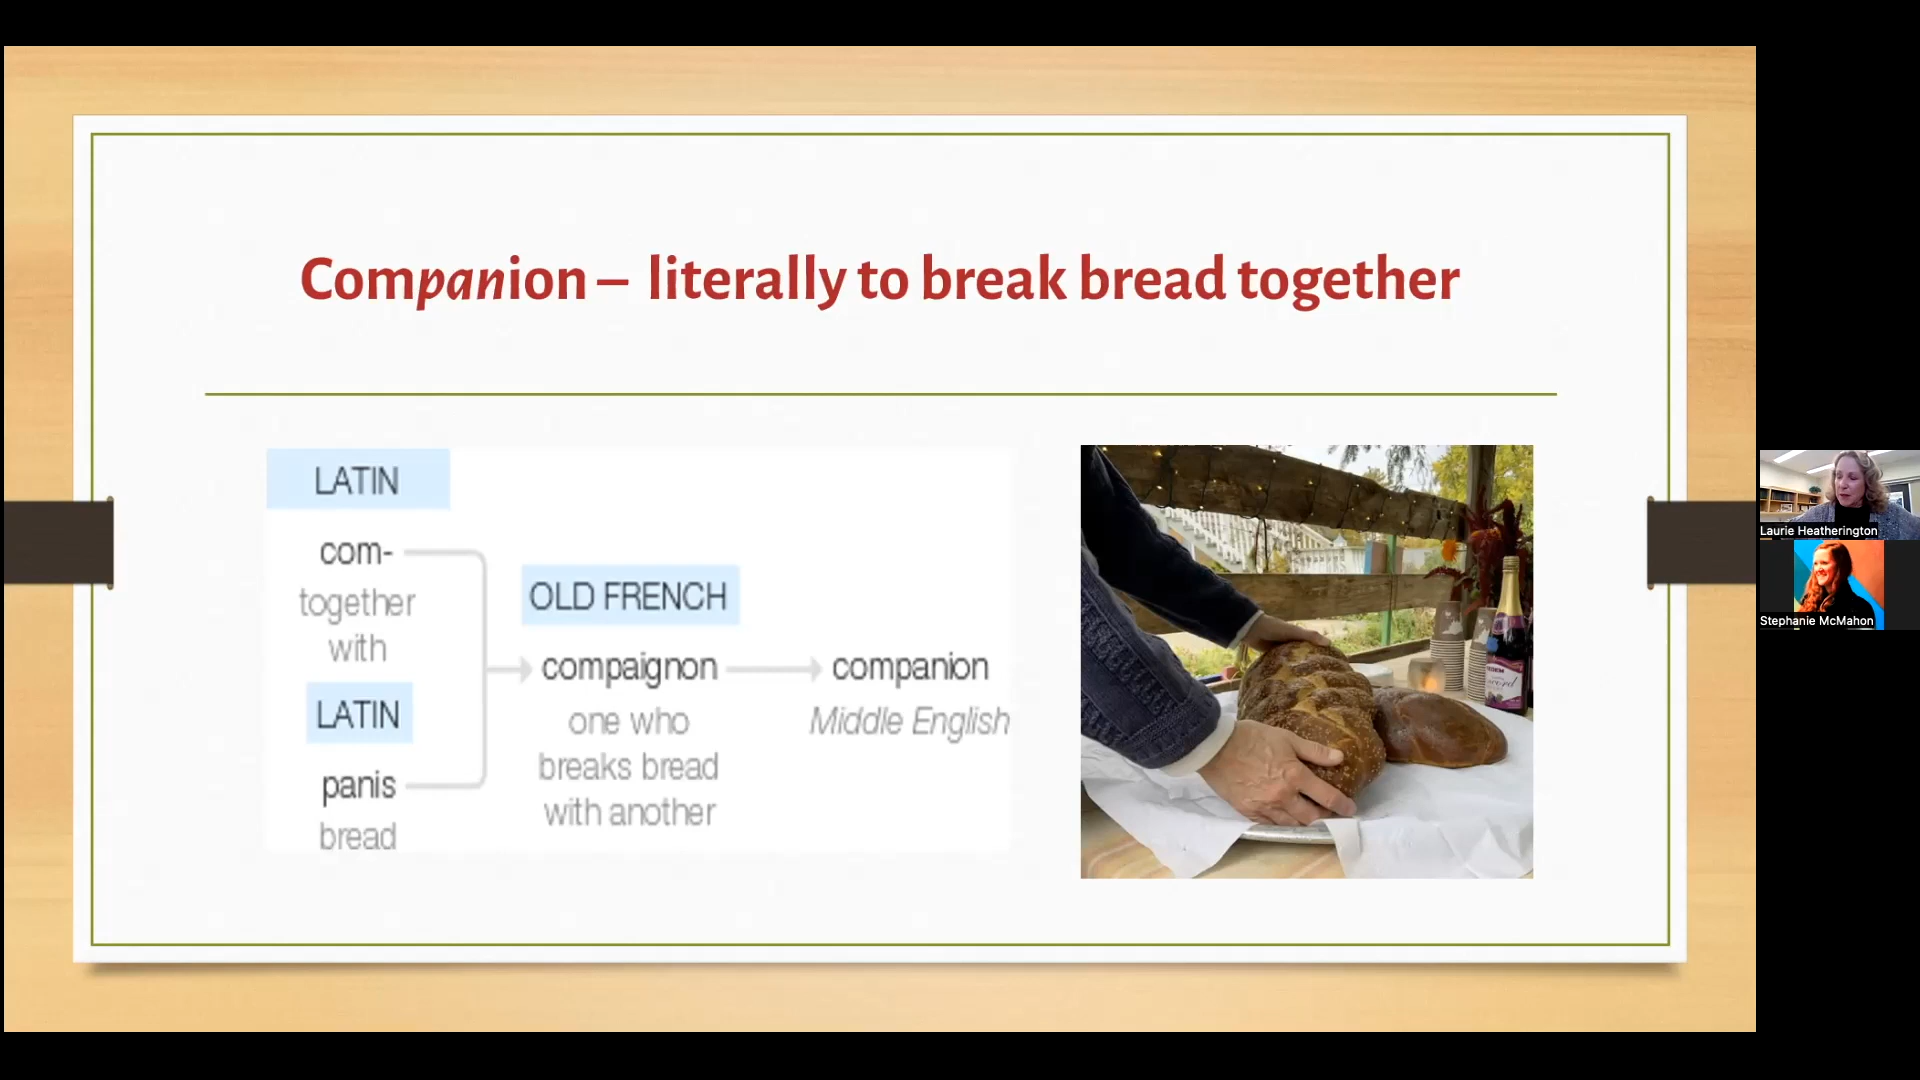 Companion – literally to break bread together
LATIN
com-
together
with
LATIN
panis
bread
OLD FRENCH
compaignon
one who
breaks bread
with another
companion
Middle English
Laurie Heatherington
Stephanie McMahon